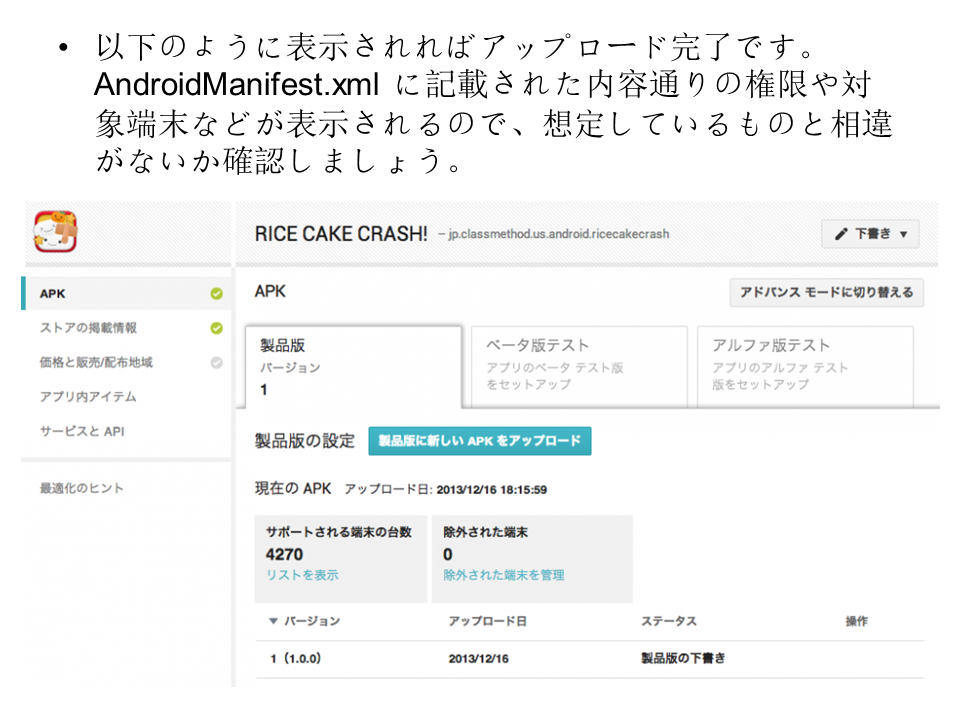 • 以下のように表示されればアップロード完了です。
AndroidManifest.xml に記載された内容通りの権限や対
象端末などが表示されるので、想定しているものと相違
がないか確認しましょう。
RICE CAKE CRASH! – jp.classmethod.us.android.ricecakecrash
下書き ▼
APK
ストアの掲載情報
価格と販売/配布地域
アプリ内アイテム
サービスと API
最適化のヒント
APK
アドバンス モードに切り替える
製品版
バージョン
1
ベータ版テスト
アプリのベータ テスト版
をセットアップ
アルファ版テスト
アプリのアルファ テスト
版をセットアップ
製品版の設定
製品版に新しい APK をアップロード
現在の APK アップロード日: 2013/12/16 18:15:59
サポートされる端末の台数
4270
リストを表示
除外された端末
0
除外された端末を管理
▼ バージョン アップロード日 ステータス 操作
1 (1.0.0) 2013/12/16 製品版の下書き